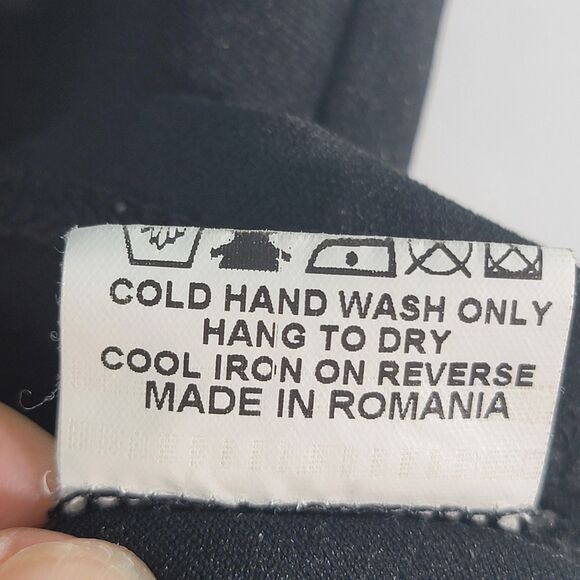 COLD HAND WASH ONLY
HANG TO DRY
COOL IRON ON REVERSE
MADE IN ROMANIA